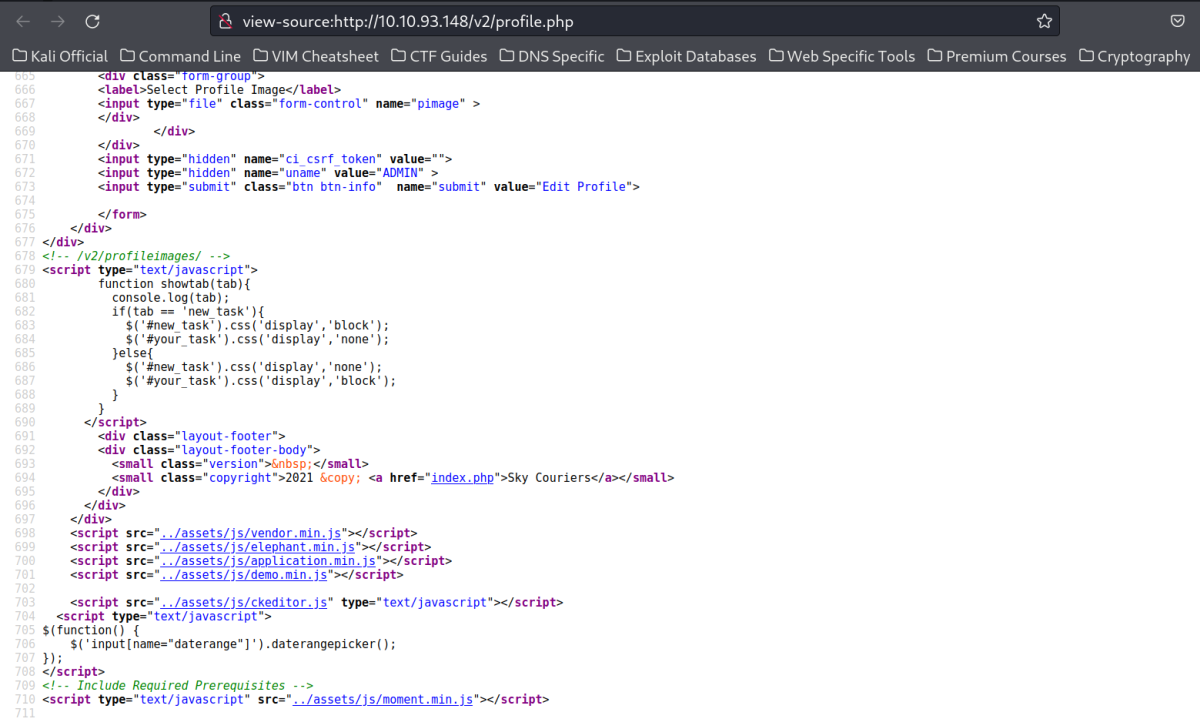 view-source:http://10.10.93.148/v2/profile.php
Kali Official Command Line VIM Cheatsheet CTF Guides DNS Specific Exploit Databases Web Specific Tools Premium Courses Cryptography
665 <div class="form-group">
666 <label>Select Profile Image</label>
667 <input type="file" class="form-control" name="pimage" >
668 </div>
669 </div>
670 </div>
671 <input type="hidden" name="ci_csrf_token" value="">
672 <input type="hidden" name="uname" value="ADMIN" >
673 <input type="submit" class="btn btn-info"  name="submit" value="Edit Profile">
674
675 </form>
676 </div>
677 </div>
678 <!-- /v2/profileimages/ -->
679 <script type="text/javascript">
680 function showtab(tab){
681 console.log(tab);
682 if(tab == 'new_task'){
683 $('#new_task').css('display','block');
684 $('#your_task').css('display','none');
685 }else{
686 $('#new_task').css('display','none');
687 $('#your_task').css('display','block');
688 }
689 }
690 </script>
691 <div class="layout-footer">
692 <div class="layout-footer-body">
693 <small class="version">&nbsp;</small>
694 <small class="copyright">2021 &copy; <a href="index.php">Sky Couriers</a></small>
695 </div>
696 </div>
697 </div>
698 <script src="../assets/js/vendor.min.js"></script>
699 <script src="../assets/js/elephant.min.js"></script>
700 <script src="../assets/js/application.min.js"></script>
701 <script src="../assets/js/demo.min.js"></script>
702
703 <script src="../assets/js/ckeditor.js" type="text/javascript"></script>
704 <script type="text/javascript">
705 $(function() {
706 $('input[name="daterange"]').daterangepicker();
707 });
708 </script>
709 <!-- Include Required Prerequisites -->
710 <script type="text/javascript" src="../assets/js/moment.min.js"></script>
711